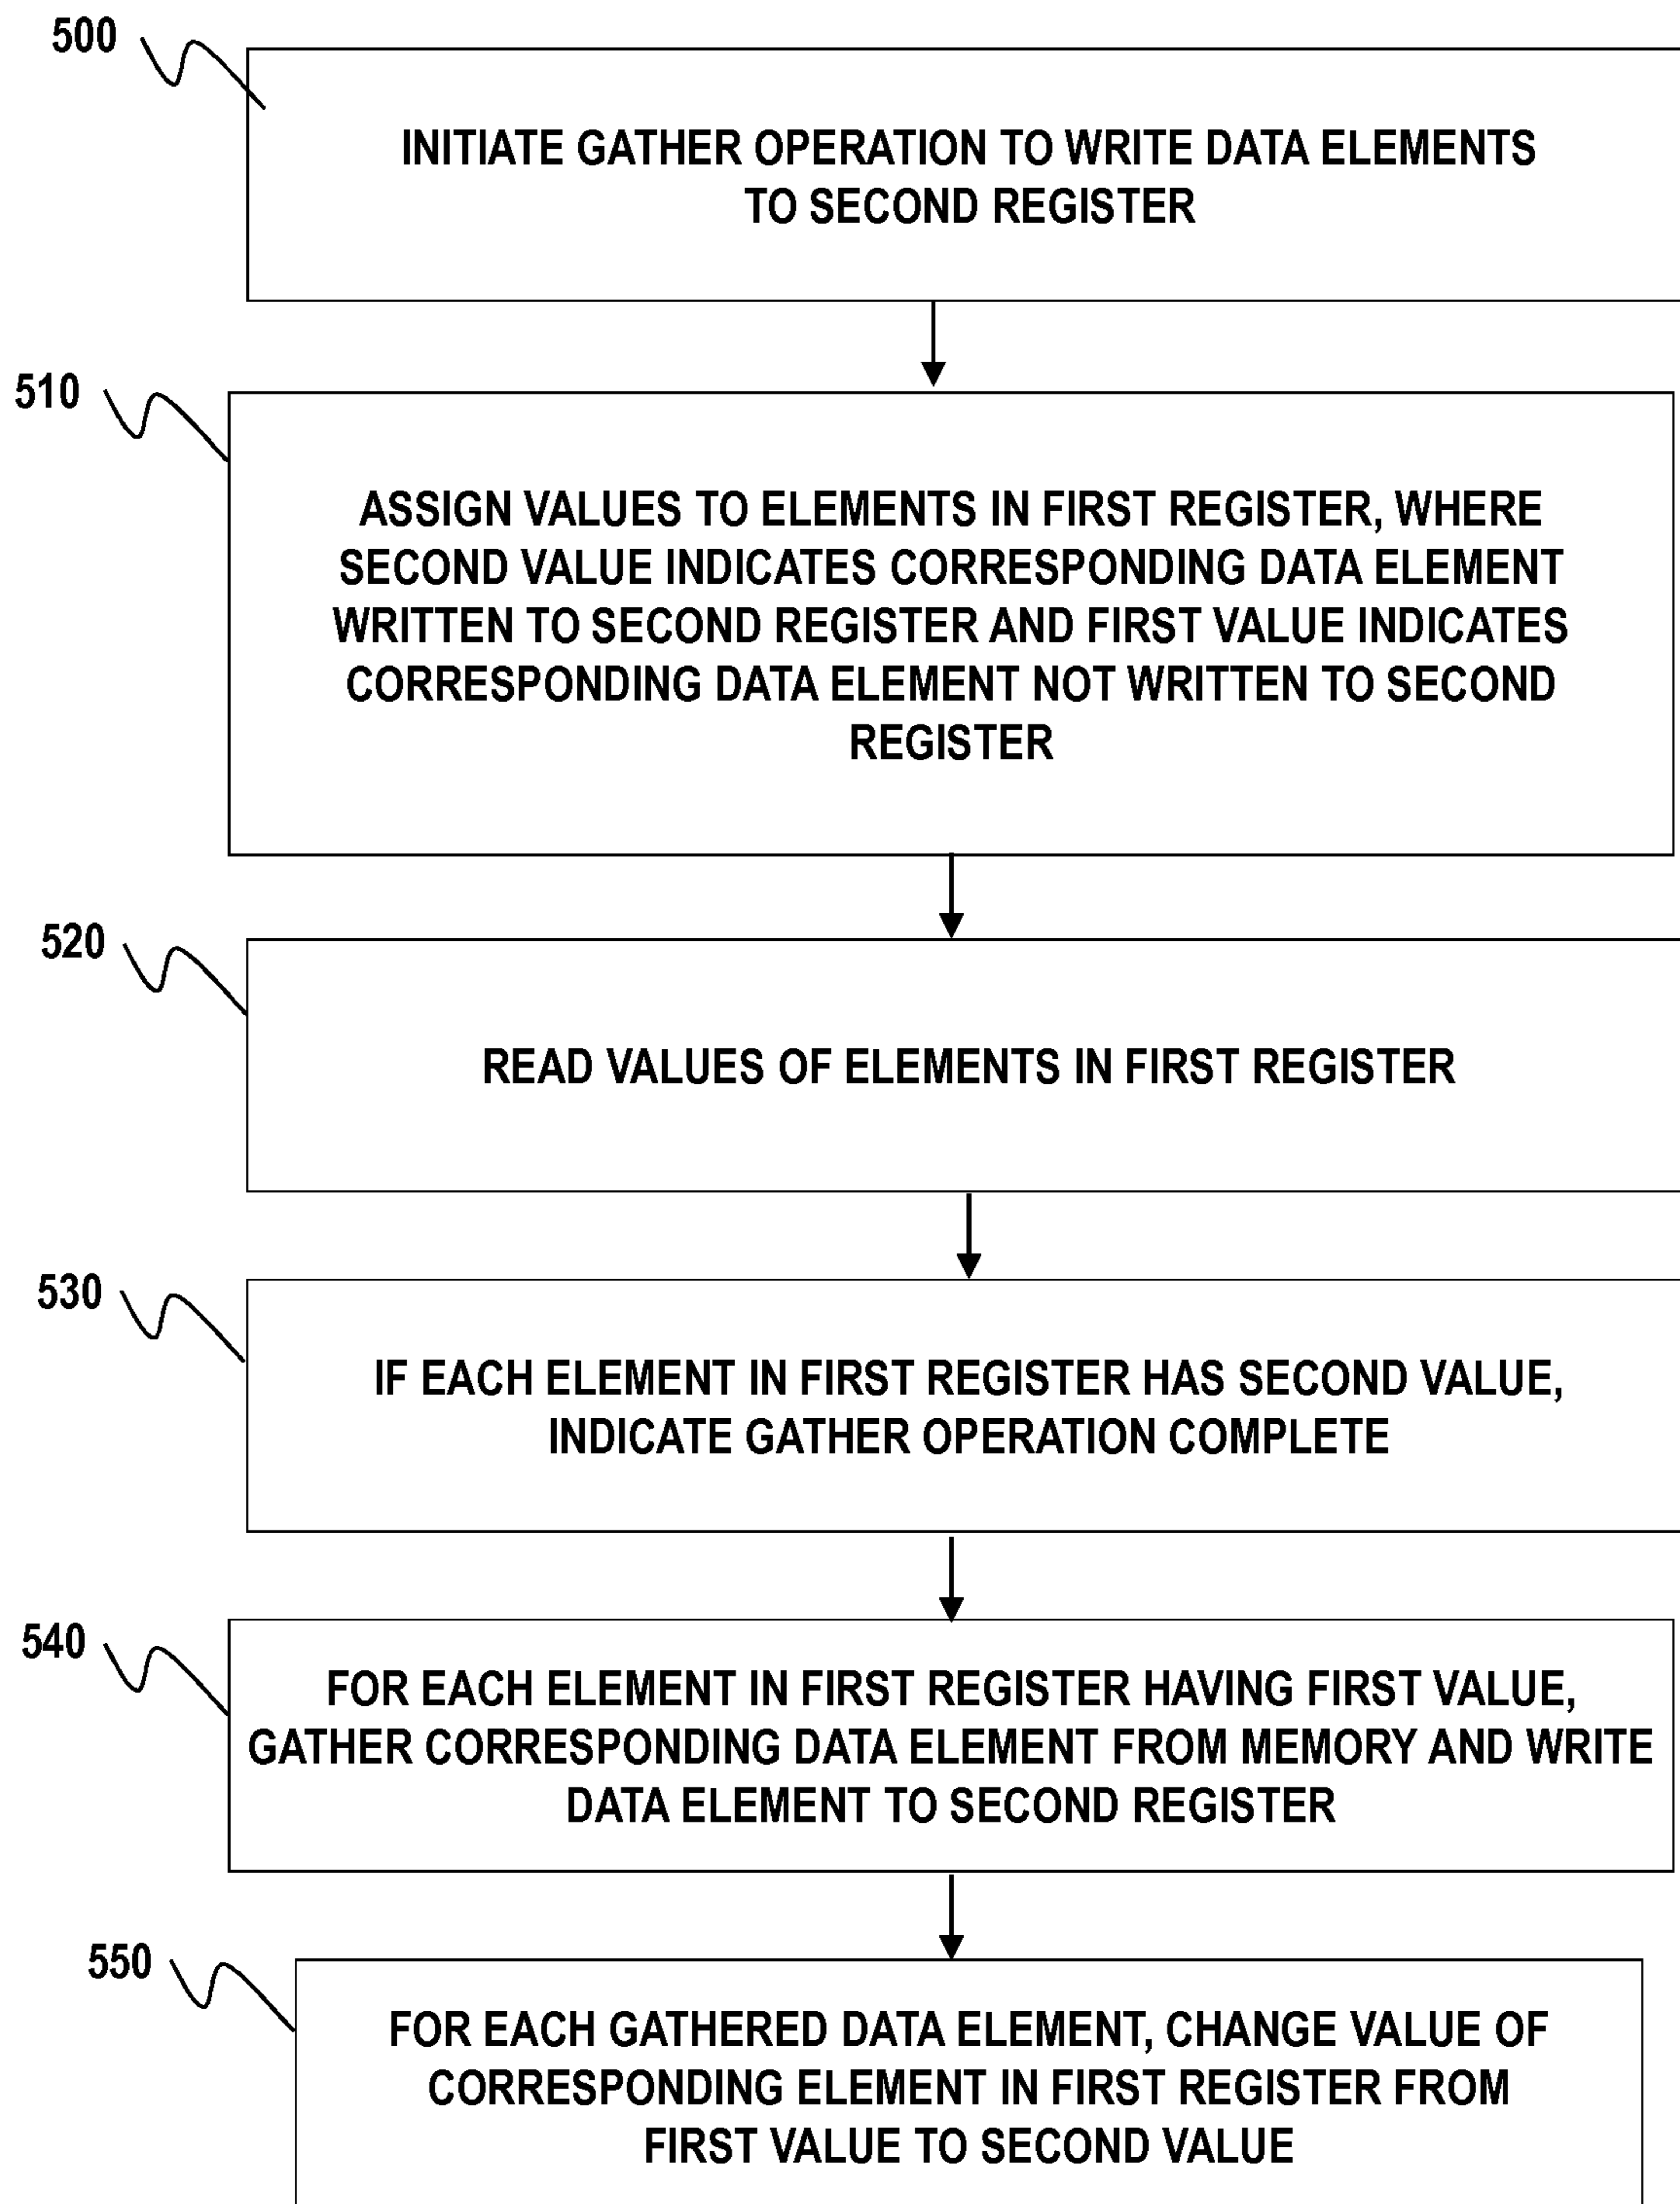 500
INITIATE GATHER OPERATION TO WRITE DATA ELEMENTS
TO SECOND REGISTER
510
ASSIGN VALUES TO ELEMENTS IN FIRST REGISTER, WHERE
SECOND VALUE INDICATES CORRESPONDING DATA ELEMENT
WRITTEN TO SECOND REGISTER AND FIRST VALUE INDICATES
CORRESPONDING DATA ELEMENT NOT WRITTEN TO SECOND
REGISTER
520
READ VALUES OF ELEMENTS IN FIRST REGISTER
530
IF EACH ELEMENT IN FIRST REGISTER HAS SECOND VALUE,
INDICATE GATHER OPERATION COMPLETE
540
FOR EACH ELEMENT IN FIRST REGISTER HAVING FIRST VALUE,
GATHER CORRESPONDING DATA ELEMENT FROM MEMORY AND WRITE
DATA ELEMENT TO SECOND REGISTER
550
FOR EACH GATHERED DATA ELEMENT, CHANGE VALUE OF
CORRESPONDING ELEMENT IN FIRST REGISTER FROM
FIRST VALUE TO SECOND VALUE